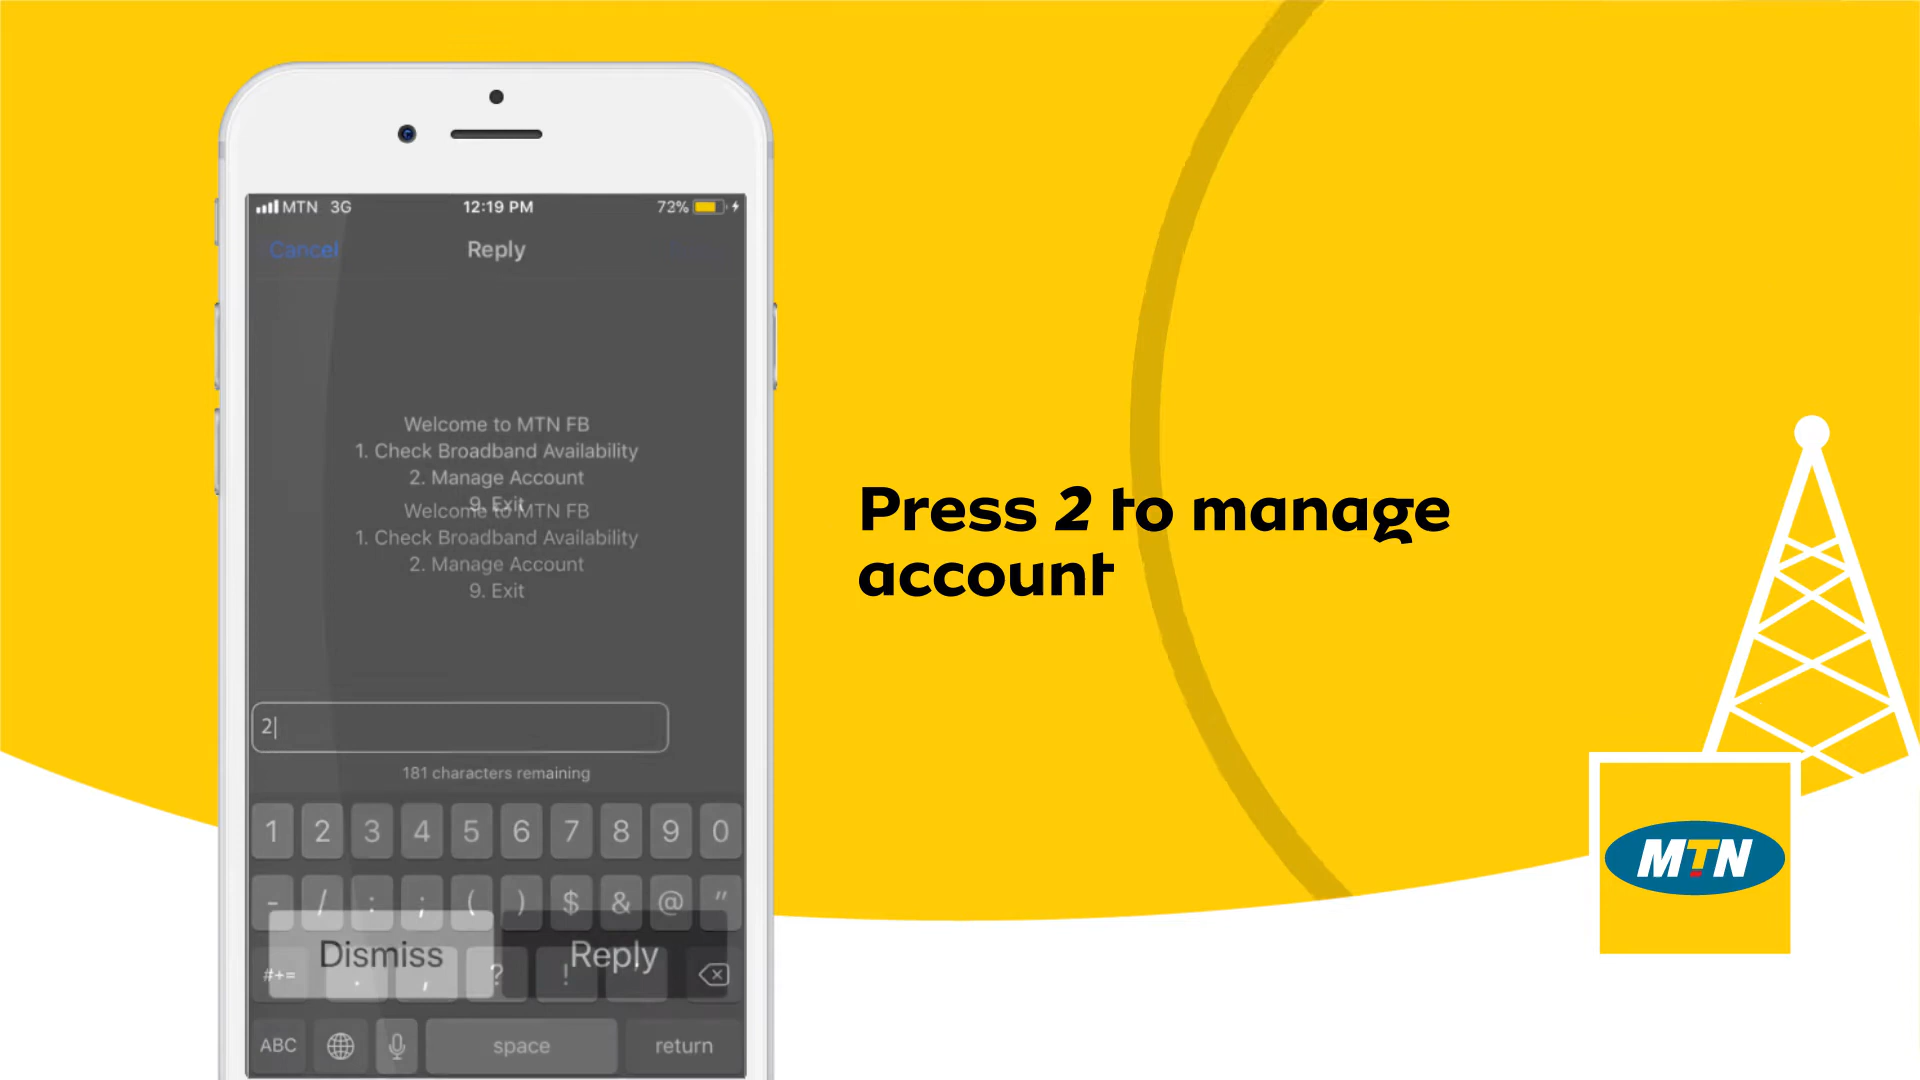 MTN 3G 12:19 PM 72%
Cancel Reply
Welcome to MTN FB
1. Check Broadband Availability
2. Manage Account
9. Exit
Welcome to MTN FB
1. Check Broadband Availability
2. Manage Account
9. Exit
2
181 characters remaining
1 2 3 4 5 6 7 8 9 0
- / : ; ( ) $ & @ "
Dismiss Reply
#+= . , ? ! '
ABC space return
Press 2 to manage
account
MTN